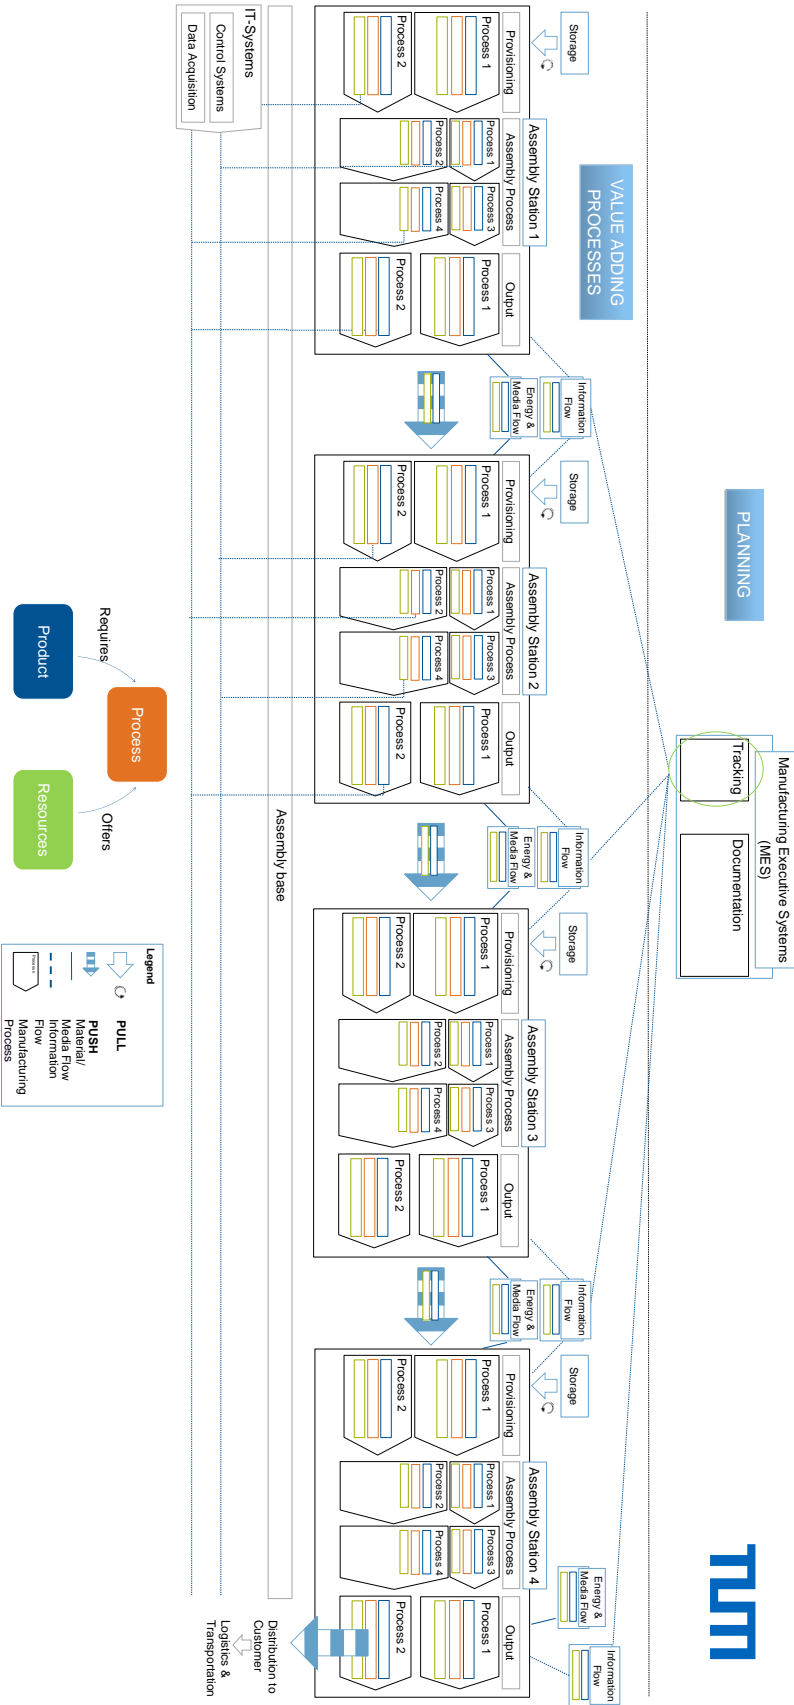 PLANNING
TUM
Manufacturing Executive Systems
(MES)
Tracking
Documentation
VALUE ADDING
PROCESSES
Storage
Assembly Station 1
Provisioning
Assembly Process
Output
Process 1
Process 2
Process 1
Process 2
Process 3
Process 4
Process 1
Process 2
Information
Flow
Energy &
Media Flow
Storage
Assembly Station 2
Provisioning
Assembly Process
Output
Process 1
Process 2
Process 1
Process 2
Process 3
Process 4
Process 1
Process 2
Information
Flow
Energy &
Media Flow
Storage
Assembly Station 3
Provisioning
Assembly Process
Output
Process 1
Process 2
Process 1
Process 2
Process 3
Process 4
Process 1
Process 2
Information
Flow
Energy &
Media Flow
Storage
Assembly Station 4
Provisioning
Assembly Process
Output
Process 1
Process 2
Process 1
Process 2
Process 3
Process 4
Process 1
Process 2
Energy &
Media Flow
Information
Flow
Assembly base
IT-Systems
Control Systems
Data Acquisition
Distribution to
Customer
Logistics &
Transportation
Requires
Process
Offers
Product
Resources
Legend
PULL
PUSH
Material/
Media Flow
Information
Flow
Manufacturing
Process